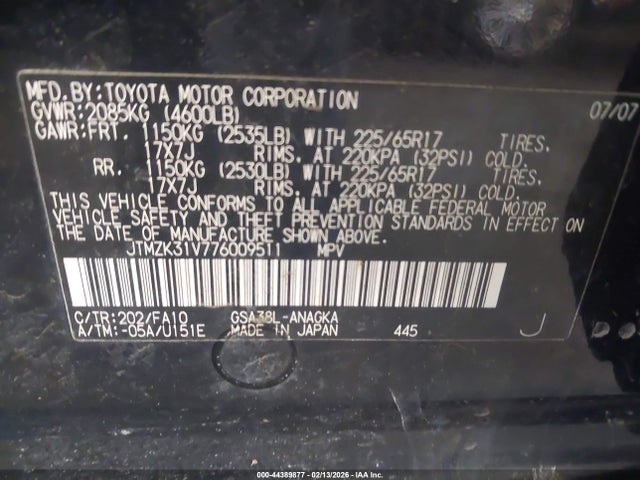 MFD.BY:TOYOTA MOTOR CORPORATION 07/07
GVWR:2085KG (4600LB)
GAWR:FRT. 1150KG (2535LB) WITH 225/65R17 TIRES,
17X7J RIMS, AT 220KPA (32PSI) COLD.
RR. 1150KG (2530LB) WITH 225/65R17 TIRES,
17X7J RIMS, AT 220KPA (32PSI) COLD.
THIS VEHICLE CONFORMS TO ALL APPLICABLE FEDERAL MOTOR
VEHICLE SAFETY AND THEFT PREVENTION STANDARDS IN EFFECT ON
THE DATE OF MANUFACTURE SHOWN ABOVE.
JTMZK31V776009511 MPV
C/TR:202/FA10 GSA38L-ANAGKA
A/TM:-05A/U151E MADE IN JAPAN 445 J
000-44389877 - 02/13/2026 - IAA Inc.